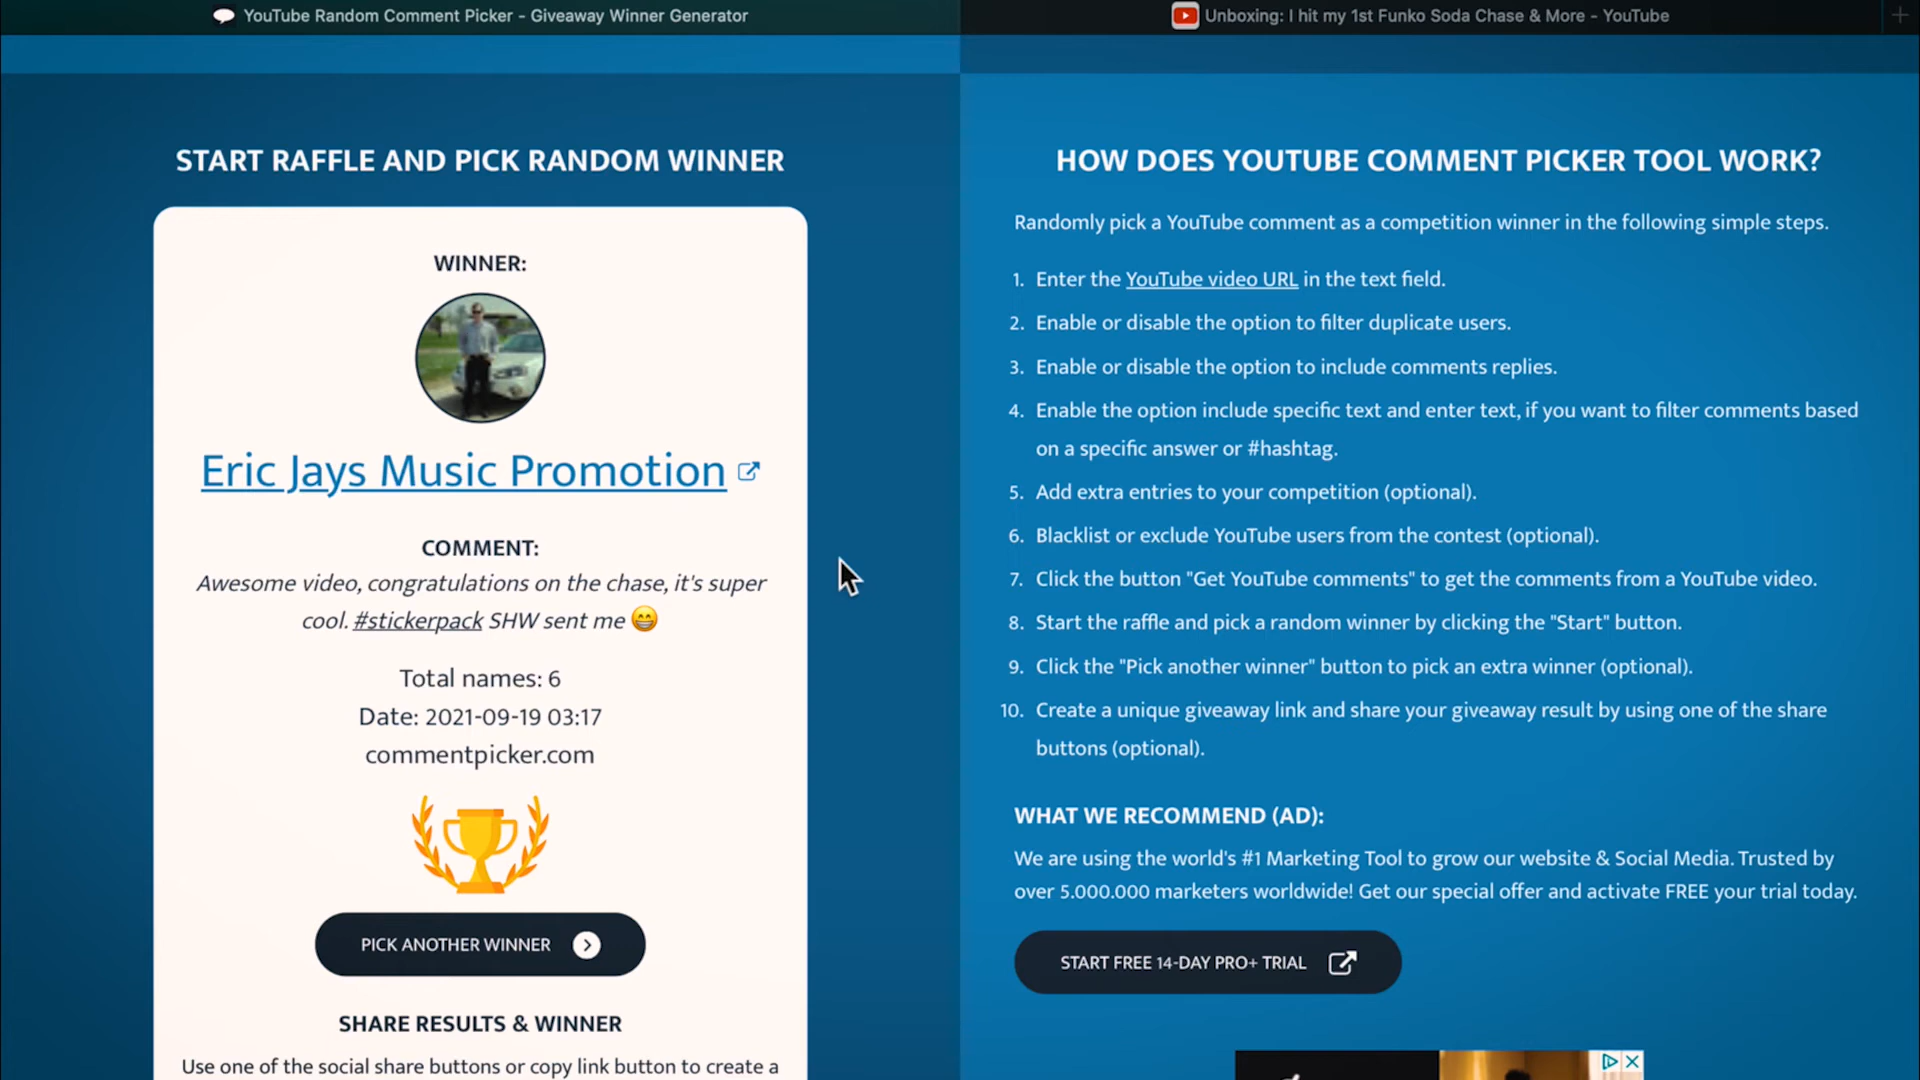 YouTube Random Comment Picker - Giveaway Winner Generator
Unboxing: I hit my 1st Funko Soda Chase & More - YouTube
START RAFFLE AND PICK RANDOM WINNER
WINNER:
Eric Jays Music Promotion
COMMENT:
Awesome video, congratulations on the chase, it's super
cool. #stickerpack SHW sent me 😁
Total names: 6
Date: 2021-09-19 03:17
commentpicker.com
PICK ANOTHER WINNER
SHARE RESULTS & WINNER
Use one of the social share buttons or copy link button to create a
HOW DOES YOUTUBE COMMENT PICKER TOOL WORK?
Randomly pick a YouTube comment as a competition winner in the following simple steps.
1. Enter the YouTube video URL in the text field.
2. Enable or disable the option to filter duplicate users.
3. Enable or disable the option to include comments replies.
4. Enable the option include specific text and enter text, if you want to filter comments based
on a specific answer or #hashtag.
5. Add extra entries to your competition (optional).
6. Blacklist or exclude YouTube users from the contest (optional).
7. Click the button "Get YouTube comments" to get the comments from a YouTube video.
8. Start the raffle and pick a random winner by clicking the "Start" button.
9. Click the "Pick another winner" button to pick an extra winner (optional).
10. Create a unique giveaway link and share your giveaway result by using one of the share
buttons (optional).
WHAT WE RECOMMEND (AD):
We are using the world's #1 Marketing Tool to grow our website & Social Media. Trusted by
over 5.000.000 marketers worldwide! Get our special offer and activate FREE your trial today.
START FREE 14-DAY PRO+ TRIAL